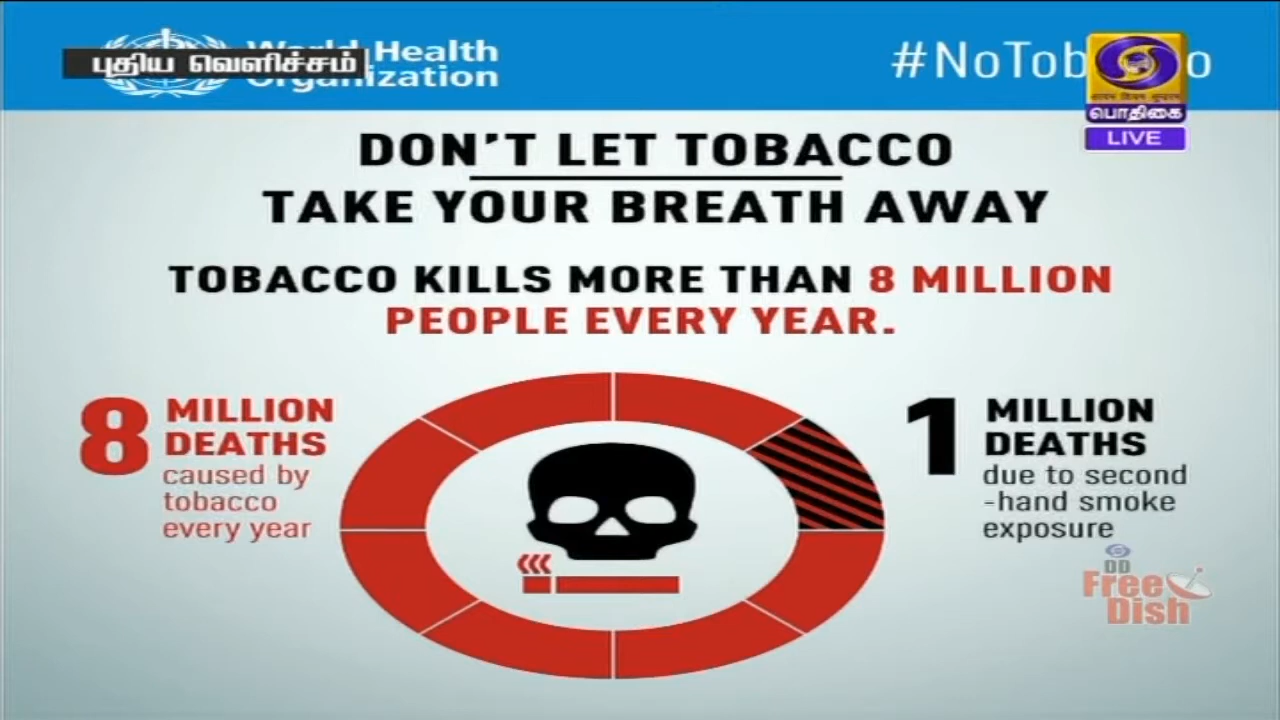 World Health
Organization
புதிய வெளிச்சம்
#NoTobacco
பொதிகை
LIVE
DON'T LET TOBACCO
TAKE YOUR BREATH AWAY
TOBACCO KILLS MORE THAN 8 MILLION
PEOPLE EVERY YEAR.
8 MILLION
DEATHS
caused by
tobacco
every year
1 MILLION
DEATHS
due to second
-hand smoke
exposure
DD
Free
Dish